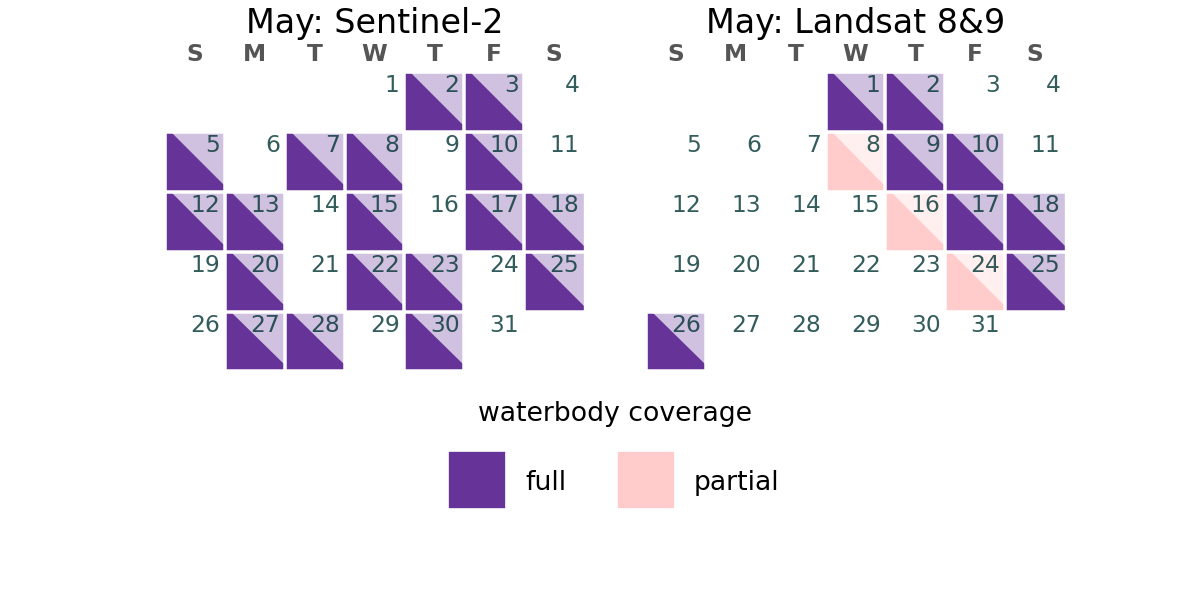 May: Sentinel-2
S M T W T F S
1 2 3 4
5 6 7 8 9 10 11
12 13 14 15 16 17 18
19 20 21 22 23 24 25
26 27 28 29 30 31
May: Landsat 8&9
S M T W T F S
1 2 3 4
5 6 7 8 9 10 11
12 13 14 15 16 17 18
19 20 21 22 23 24 25
26 27 28 29 30 31
waterbody coverage
full partial